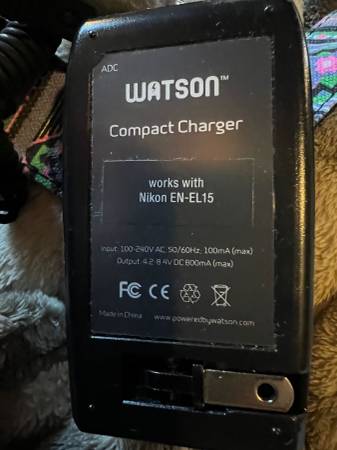 ADC
WATSON™
Compact Charger
works with
Nikon EN-EL15
Input: 100-240V AC, 50/60Hz, 100mA (max)
Output: 4.2-8.4V DC 800mA (max)
FC CE
Made in China
www.poweredbywatson.com